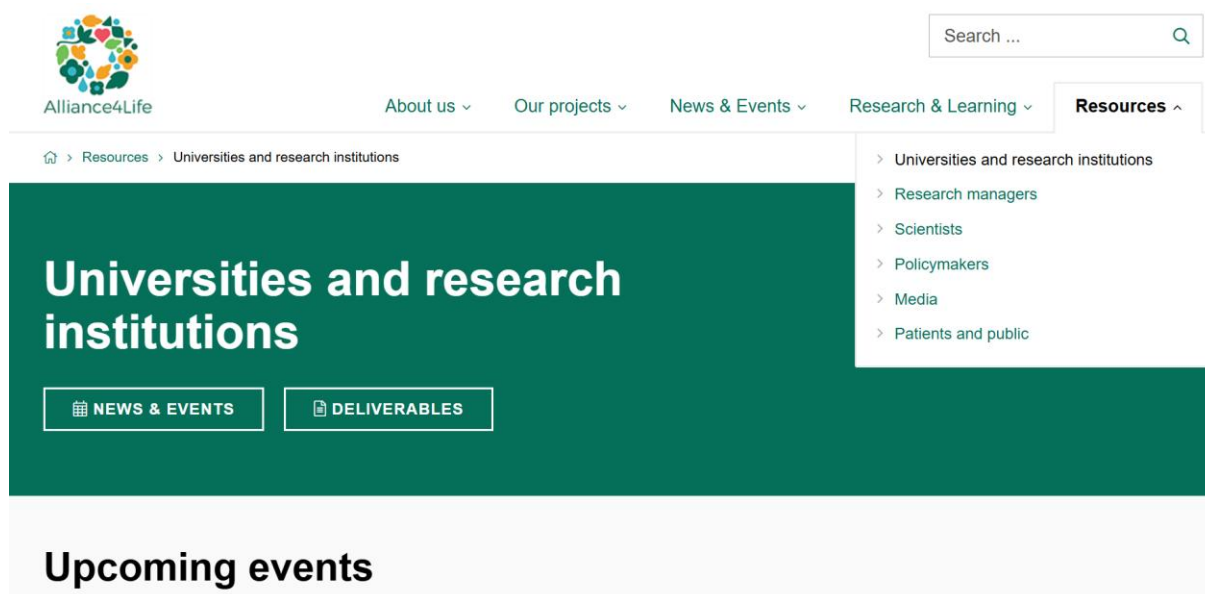 Search ...
Alliance4Life
About us
Our projects
News & Events
Research & Learning
Resources
Resources > Universities and research institutions
Universities and research institutions
Research managers
Scientists
Policymakers
Media
Patients and public
Universities and research
institutions
NEWS & EVENTS
DELIVERABLES
Upcoming events